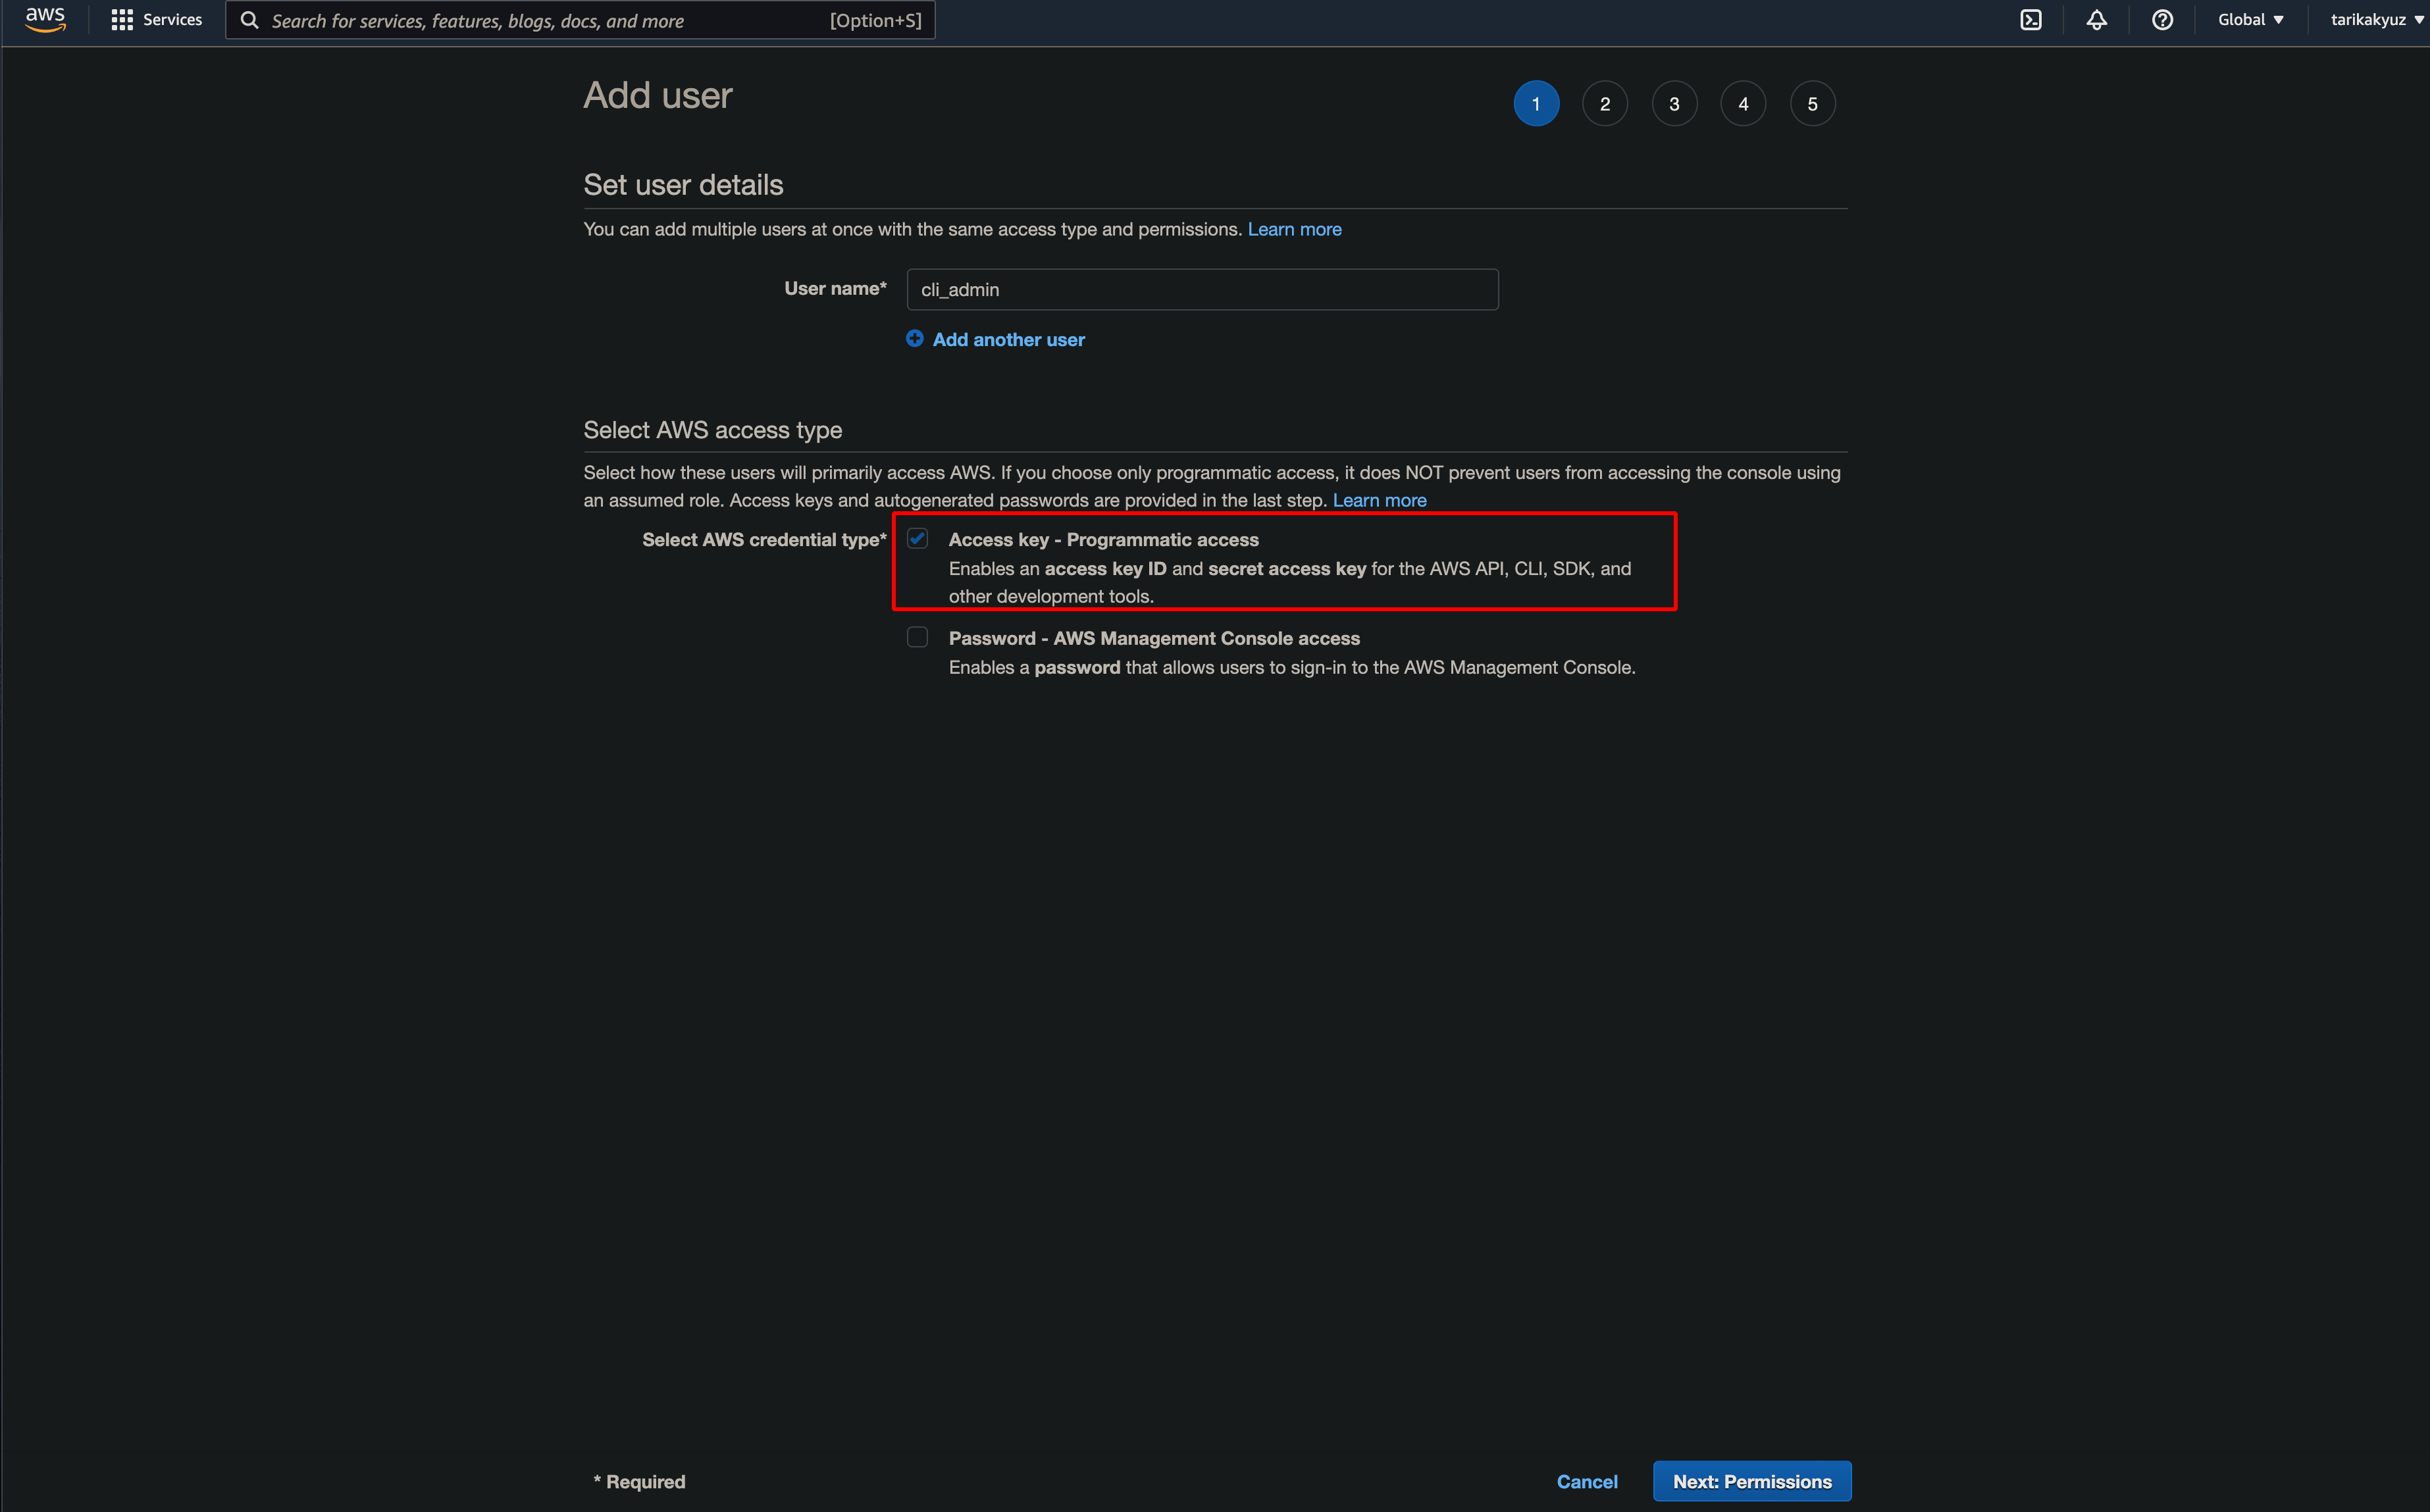 aws Services Search for services, features, blogs, docs, and more [Option+S] Global ▼ tarikakyuz ▼
Add user 1 2 3 4 5
Set user details
You can add multiple users at once with the same access type and permissions. Learn more
User name* cli_admin
Add another user
Select AWS access type
Select how these users will primarily access AWS. If you choose only programmatic access, it does NOT prevent users from accessing the console using
an assumed role. Access keys and autogenerated passwords are provided in the last step. Learn more
Select AWS credential type* Access key - Programmatic access
Enables an access key ID and secret access key for the AWS API, CLI, SDK, and
other development tools.
Password - AWS Management Console access
Enables a password that allows users to sign-in to the AWS Management Console.
* Required Cancel Next: Permissions